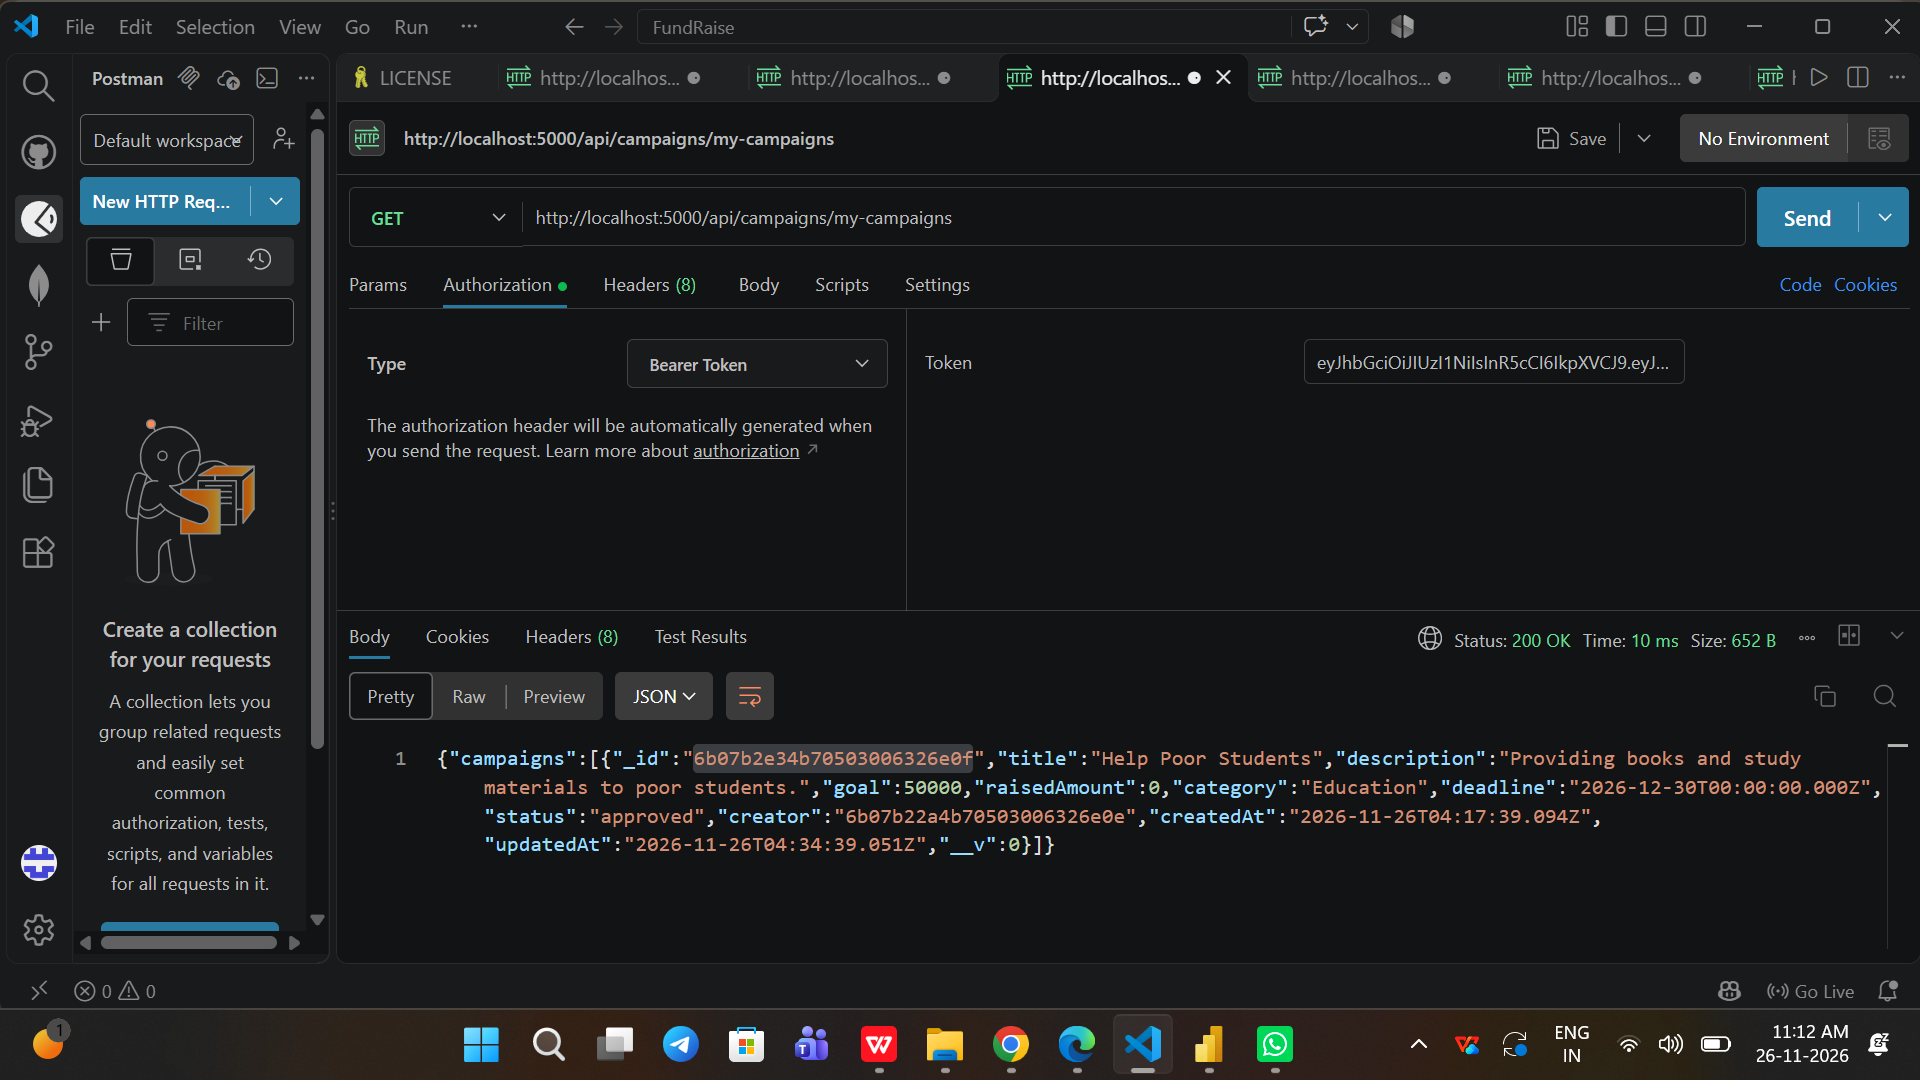 File Edit Selection View Go Run ···
FundRaise
Postman ···
LICENSE
http://localhos...
http://localhos...
http://localhos...
http://localhos...
http://localhos...
Default workspace
HTTP
http://localhost:5000/api/campaigns/my-campaigns
Save
No Environment
New HTTP Req...
GET
http://localhost:5000/api/campaigns/my-campaigns
Send
Params Authorization Headers (8) Body Scripts Settings
Code Cookies
Filter
Type
Bearer Token
Token
eyJhbGciOiJIUzI1NiIsInR5cCI6IkpXVCJ9.eyJ...
The authorization header will be automatically generated when
you send the request. Learn more about authorization
Create a collection
for your requests
A collection lets you
group related requests
and easily set
common
authorization, tests,
scripts, and variables
for all requests in it.
Body Cookies Headers (8) Test Results
Status: 200 OK Time: 10 ms Size: 652 B
Pretty Raw Preview JSON
1 {"campaigns":[{"_id":"6b07b2e34b70503006326e0f","title":"Help Poor Students","description":"Providing books and study
materials to poor students.","goal":50000,"raisedAmount":0,"category":"Education","deadline":"2026-12-30T00:00:00.000Z",
"status":"approved","creator":"6b07b22a4b70503006326e0e","createdAt":"2026-11-26T04:17:39.094Z",
"updatedAt":"2026-11-26T04:34:39.051Z","__v":0}]}
0 0
Go Live
1
ENG
IN
11:12 AM
26-11-2026